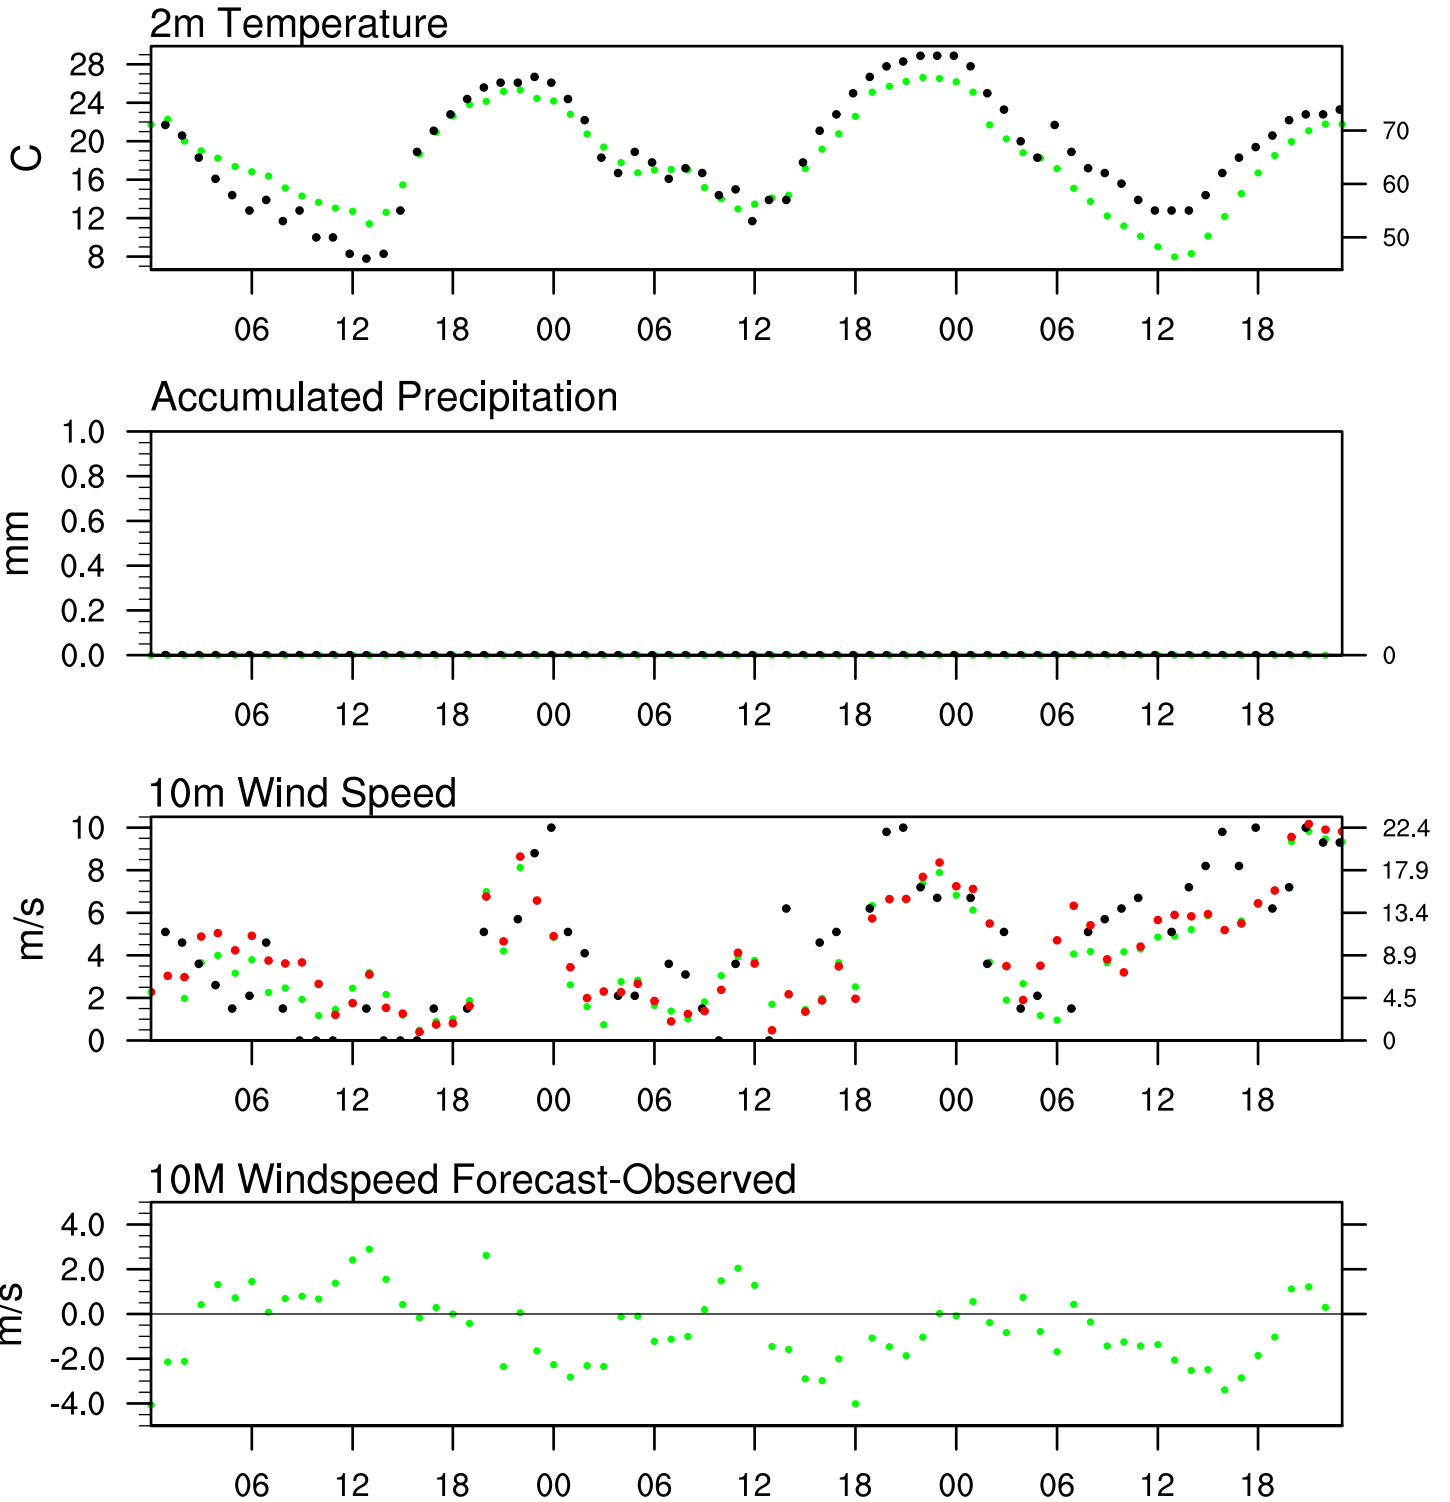 2m Temperature
28
24
20
16
12
8
C
70
60
50
06 12 18 00 06 12 18 00 06 12 18
Accumulated Precipitation
1.0
0.8
0.6
0.4
0.2
0.0
mm
0
06 12 18 00 06 12 18 00 06 12 18
10m Wind Speed
10
8
6
4
2
0
m/s
22.4
17.9
13.4
8.9
4.5
0
06 12 18 00 06 12 18 00 06 12 18
10M Windspeed Forecast-Observed
4.0
2.0
0.0
-2.0
-4.0
m/s
06 12 18 00 06 12 18 00 06 12 18